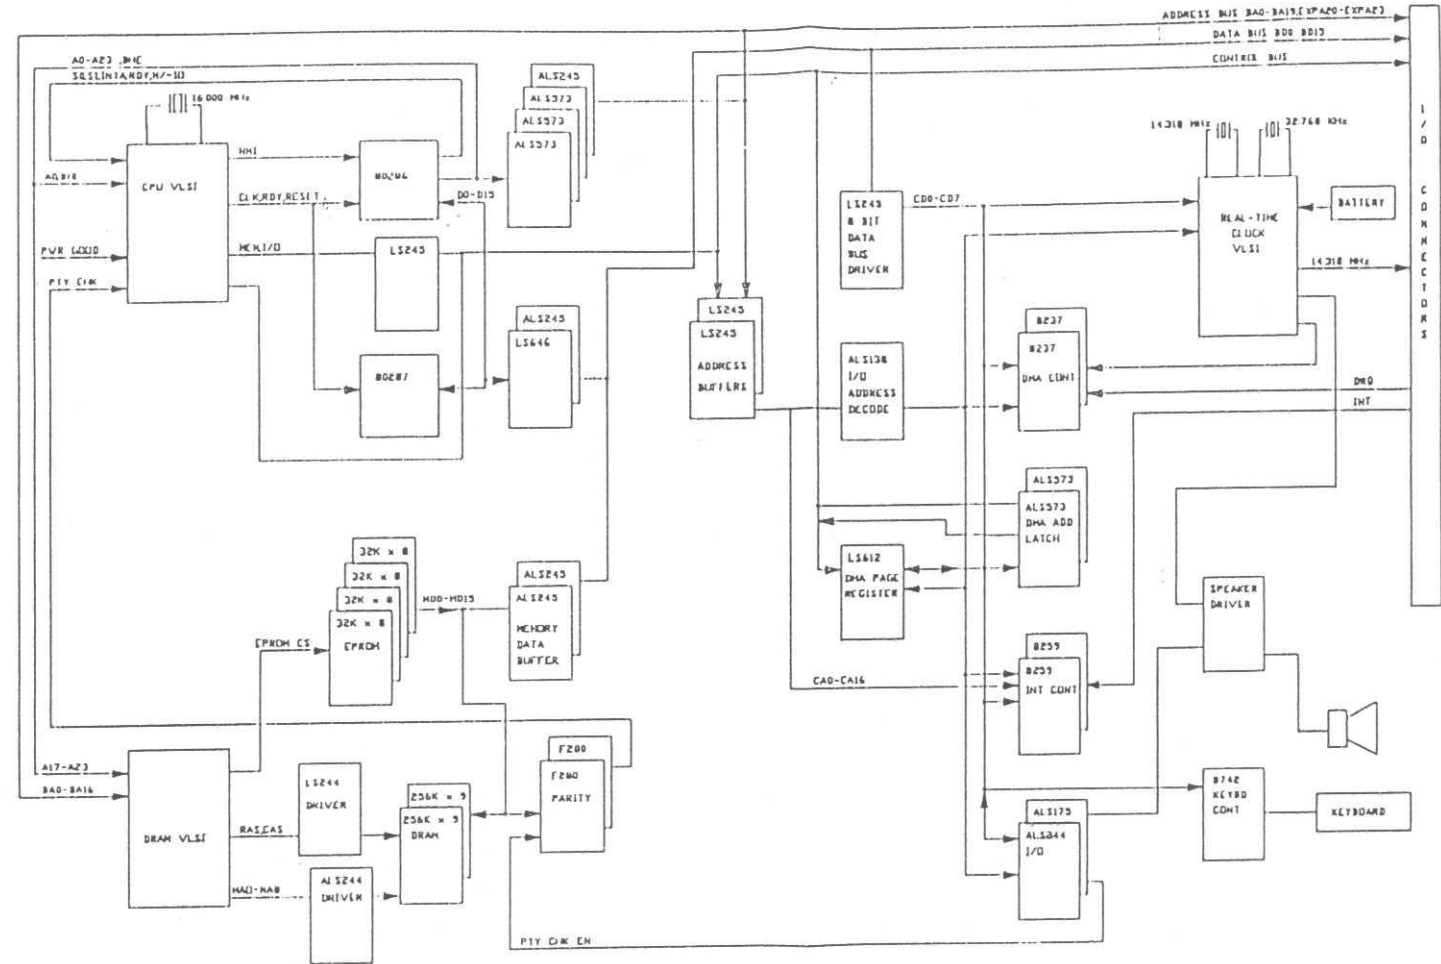 ADDRESS BUS BA0-BA19,EXPA20-EXPA23
DATA BUS BD0 BD15
CONTROL BUS
I/O CONNECTORS
A0-A23 ,BHE
S0,S1,INTA,RDY,M/-IO
16.000 MHz
ALS245
ALS573
ALS573
ALS573
CPU VLSI
80286
A0,BHE
CLK,RDY,RESET
D0-D15
PWR GOOD
MEM,I/O
LS245
PTY CHK
80287
ALS245
LS646
LS245
LS245
ADDRESS
BUFFERS
LS245
8 BIT
DATA
BUS
DRIVER
CD0-CD7
14.318 MHz
32.768 KHz
REAL-TIME
CLOCK
VLSI
BATTERY
14.318 MHz
ALS138
I/O
ADDRESS
DECODE
8237
8237
DMA CONT
DRQ
INT
ALS573
ALS573
DMA ADD
LATCH
LS612
DMA PAGE
REGISTER
32K x 8
32K x 8
32K x 8
32K x 8
EPROM
EPROM CS
MD0-MD15
ALS245
ALS245
MEMORY
DATA
BUFFER
CA0-CA16
8259
8259
INT CONT
SPEAKER
DRIVER
A17-A23
BA0-BA16
DRAM VLSI
LS244
DRIVER
RAS,CAS
256K x 9
256K x 9
DRAM
F280
F280
PARITY
MA0-MA8
ALS244
DRIVER
PTY CHK EN
ALS175
ALS244
I/O
8742
KEYBD
CONT
KEYBOARD